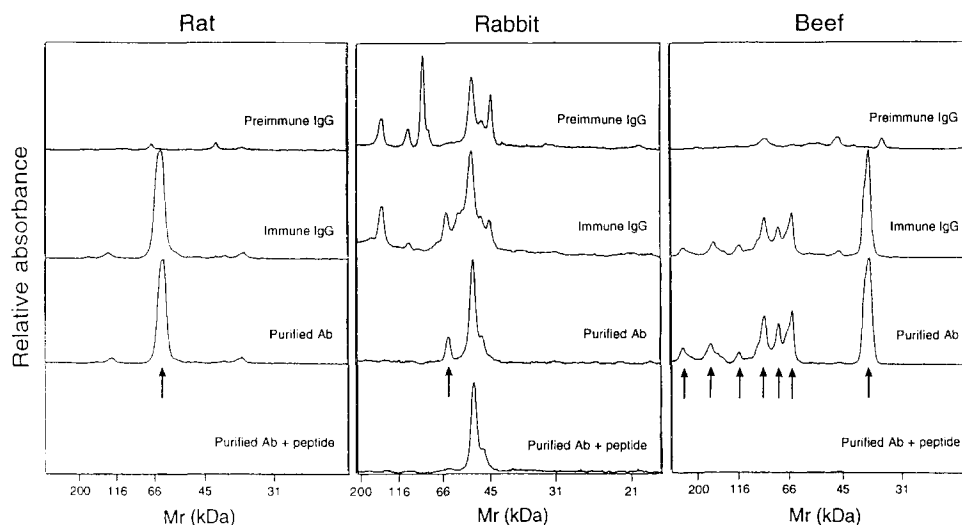 Rat
Rabbit
Beef
Relative absorbance
Preimmune IgG
Immune IgG
Purified Ab
Purified Ab + peptide
Preimmune IgG
Immune IgG
Purified Ab
Purified Ab + peptide
Preimmune IgG
Immune IgG
Purified Ab
Purified Ab + peptide
200 116 66 45 31
200 116 66 45 31 21
200 116 66 45 31
Mr (kDa)
Mr (kDa)
Mr (kDa)